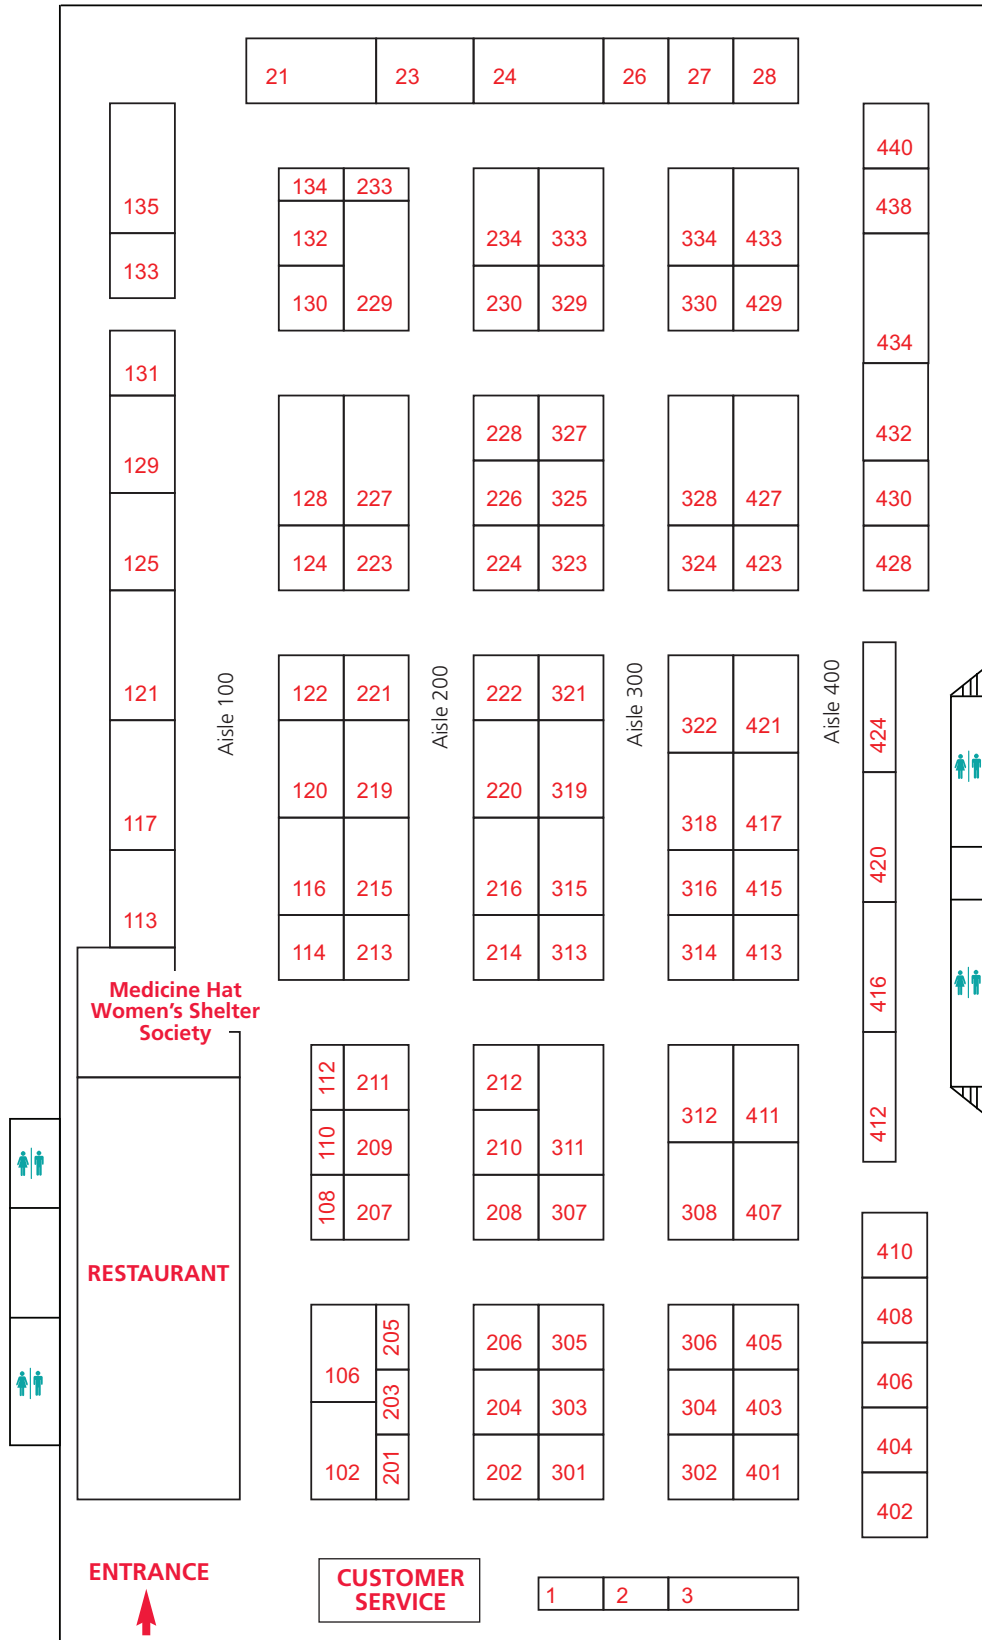 21 23 24 26 27 28
440
134 233
135 438
132 234 333 334 433
133
130 229 230 329 330 429
434
131
228 327 432
129
128 227 226 325 328 427 430
125 124 223 224 323 324 423 428
Aisle 100
Aisle 200
Aisle 300
Aisle 400
121 122 221 222 321
322 421 424
120 219 220 319
117 318 417
420
116 215 216 315 316 415
113
114 213 214 313 314 413
416
Medicine Hat
Women's Shelter
Society
112 211 212
312 411 412
110 209 210 311
108 207 208 307 308 407
410
RESTAURANT
408
205 206 305 306 405
106 406
203 204 303 304 403
404
102 201 202 301 302 401
402
ENTRANCE
CUSTOMER
SERVICE
1 2 3